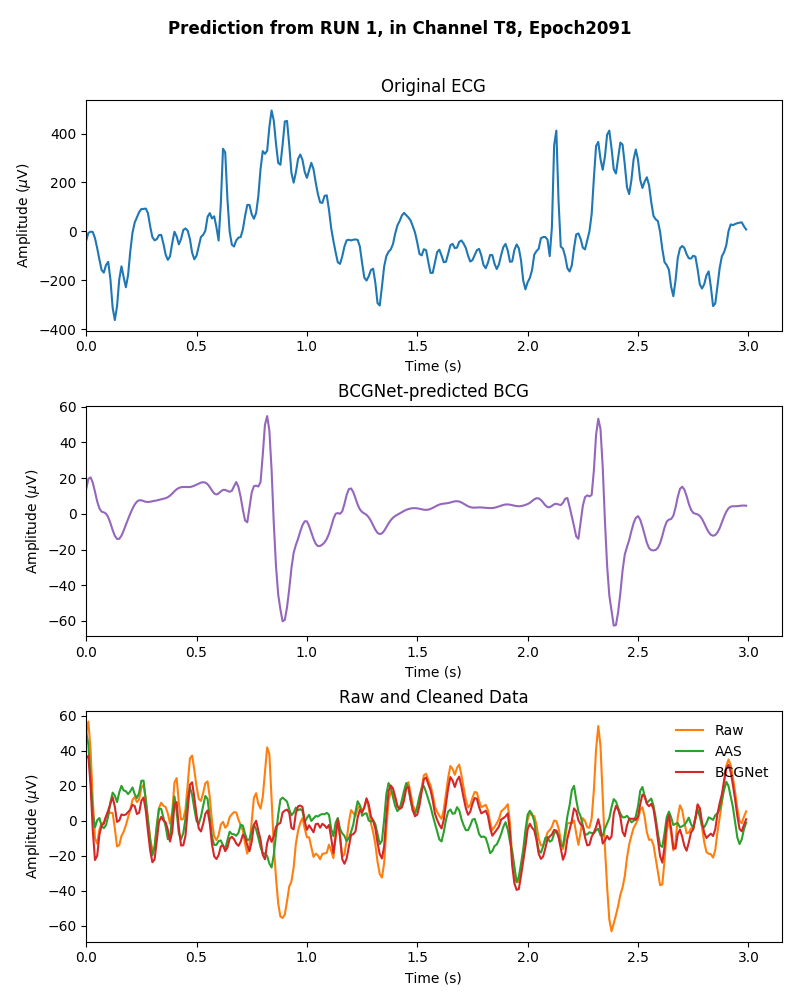 Prediction from RUN 1, in Channel T8, Epoch2091
Original ECG
Amplitude (μV)
400
200
0
−200
−400
0.0 0.5 1.0 1.5 2.0 2.5 3.0
Time (s)
BCGNet-predicted BCG
Amplitude (μV)
60
40
20
0
−20
−40
−60
0.0 0.5 1.0 1.5 2.0 2.5 3.0
Time (s)
Raw and Cleaned Data
Amplitude (μV)
60
40
20
0
−20
−40
−60
Raw
AAS
BCGNet
0.0 0.5 1.0 1.5 2.0 2.5 3.0
Time (s)